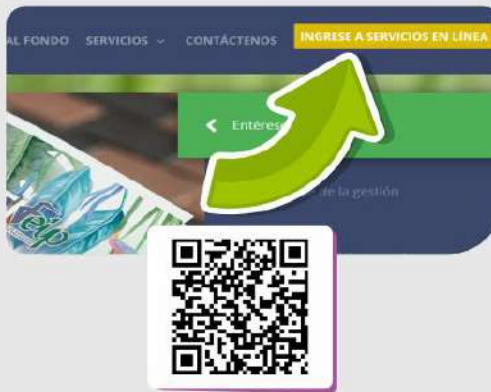 AL FONDO SERVICIOS CONTÁCTENOS INGRESE A SERVICIOS EN LÍNEA
Entérese
de la gestión